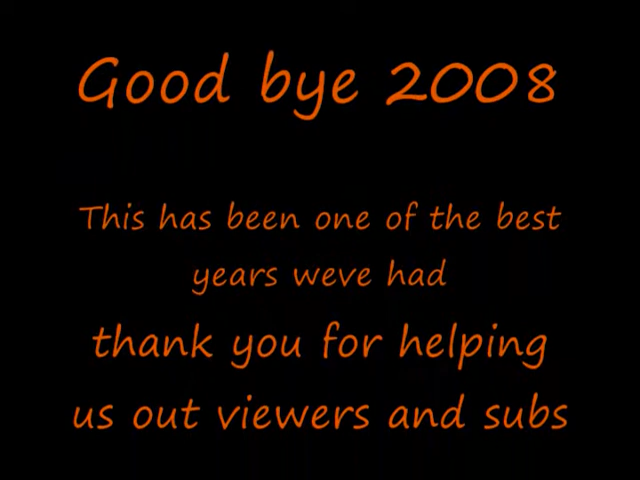 Good bye 2008
This has been one of the best
years weve had
thank you for helping
us out viewers and subs